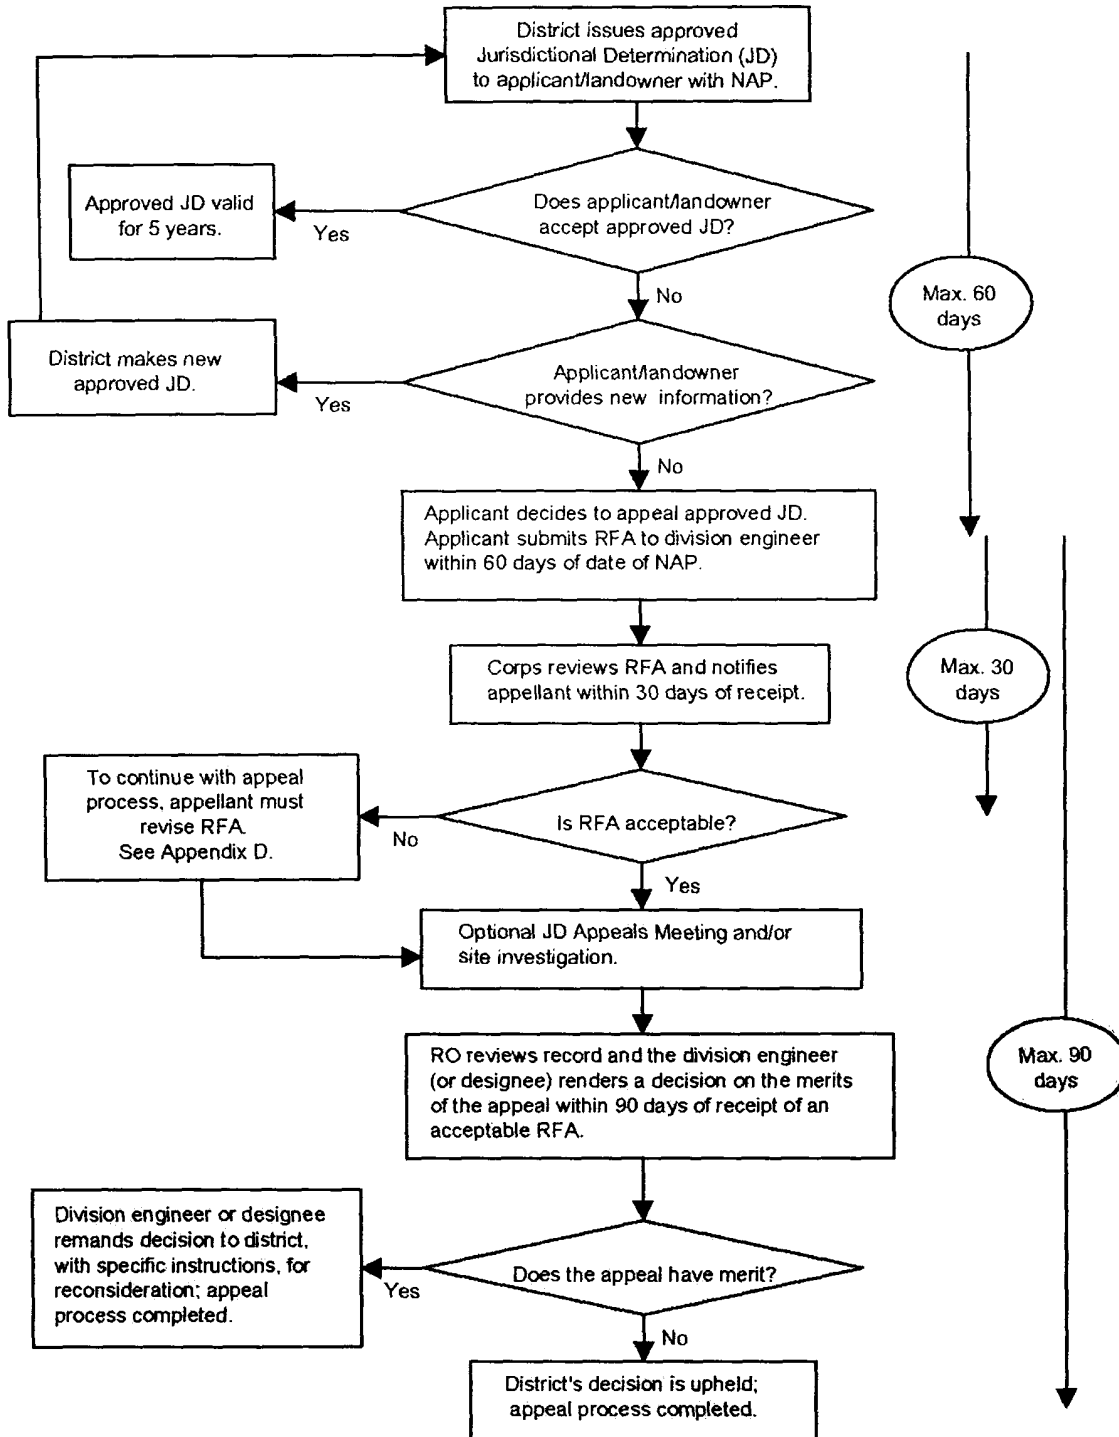 District issues approved
Jurisdictional Determination (JD)
to applicant/landowner with NAP.
Does applicant/landowner
accept approved JD?
Yes
Approved JD valid
for 5 years.
No
Max. 60
days
Applicant/landowner
provides new information?
Yes
District makes new
approved JD.
No
Applicant decides to appeal approved JD.
Applicant submits RFA to division engineer
within 60 days of date of NAP.
Corps reviews RFA and notifies
appellant within 30 days of receipt.
Max. 30
days
Is RFA acceptable?
No
To continue with appeal
process, appellant must
revise RFA.
See Appendix D.
Yes
Optional JD Appeals Meeting and/or
site investigation.
RO reviews record and the division engineer
(or designee) renders a decision on the merits
of the appeal within 90 days of receipt of an
acceptable RFA.
Max. 90
days
Does the appeal have merit?
Yes
Division engineer or designee
remands decision to district,
with specific instructions, for
reconsideration; appeal
process completed.
No
District's decision is upheld;
appeal process completed.